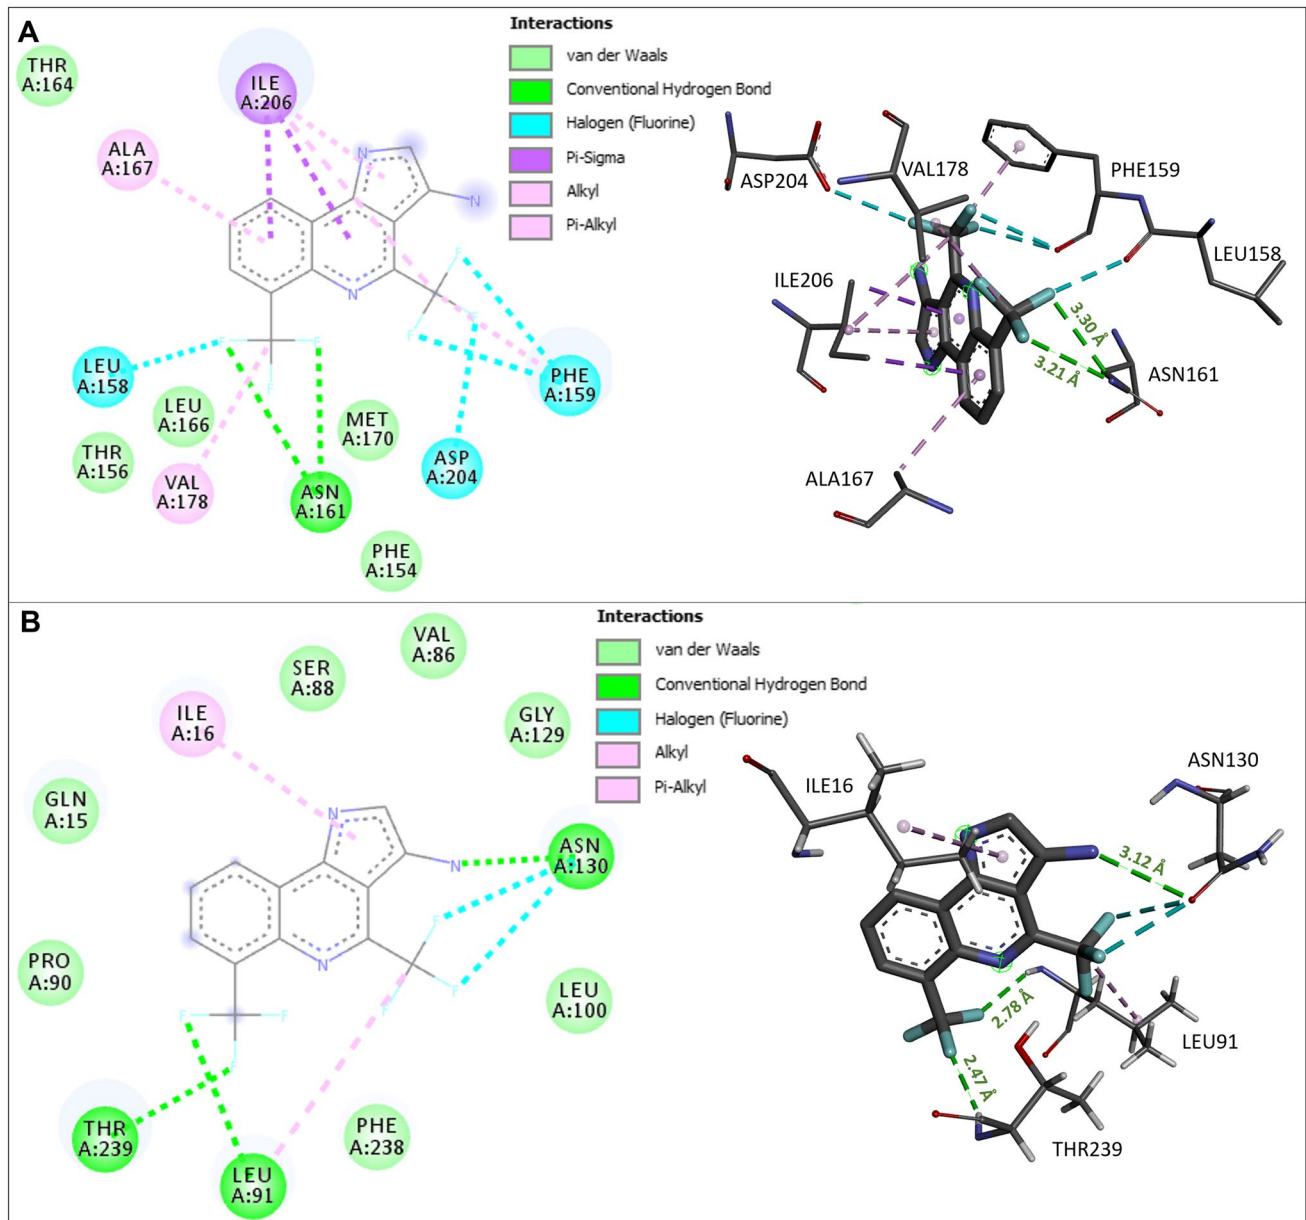 A
Interactions
van der Waals
Conventional Hydrogen Bond
Halogen (Fluorine)
Pi-Sigma
Alkyl
Pi-Alkyl
THR
A:164
ILE
A:206
ALA
A:167
N
N
N
F
F
F
F
F
F
LEU
A:158
LEU
A:166
THR
A:156
VAL
A:178
MET
A:170
ASN
A:161
ASP
A:204
PHE
A:159
PHE
A:154
ASP204
VAL178
PHE159
LEU158
ILE206
3.30 Å
3.21 Å
ASN161
ALA167
B
Interactions
van der Waals
Conventional Hydrogen Bond
Halogen (Fluorine)
Alkyl
Pi-Alkyl
VAL
A:86
SER
A:88
ILE
A:16
GLY
A:129
GLN
A:15
N
N
N
ASN
A:130
F
F
F
F
F
F
PRO
A:90
LEU
A:100
THR
A:239
LEU
A:91
PHE
A:238
ILE16
ASN130
3.12 Å
2.78 Å
LEU91
2.47 Å
THR239